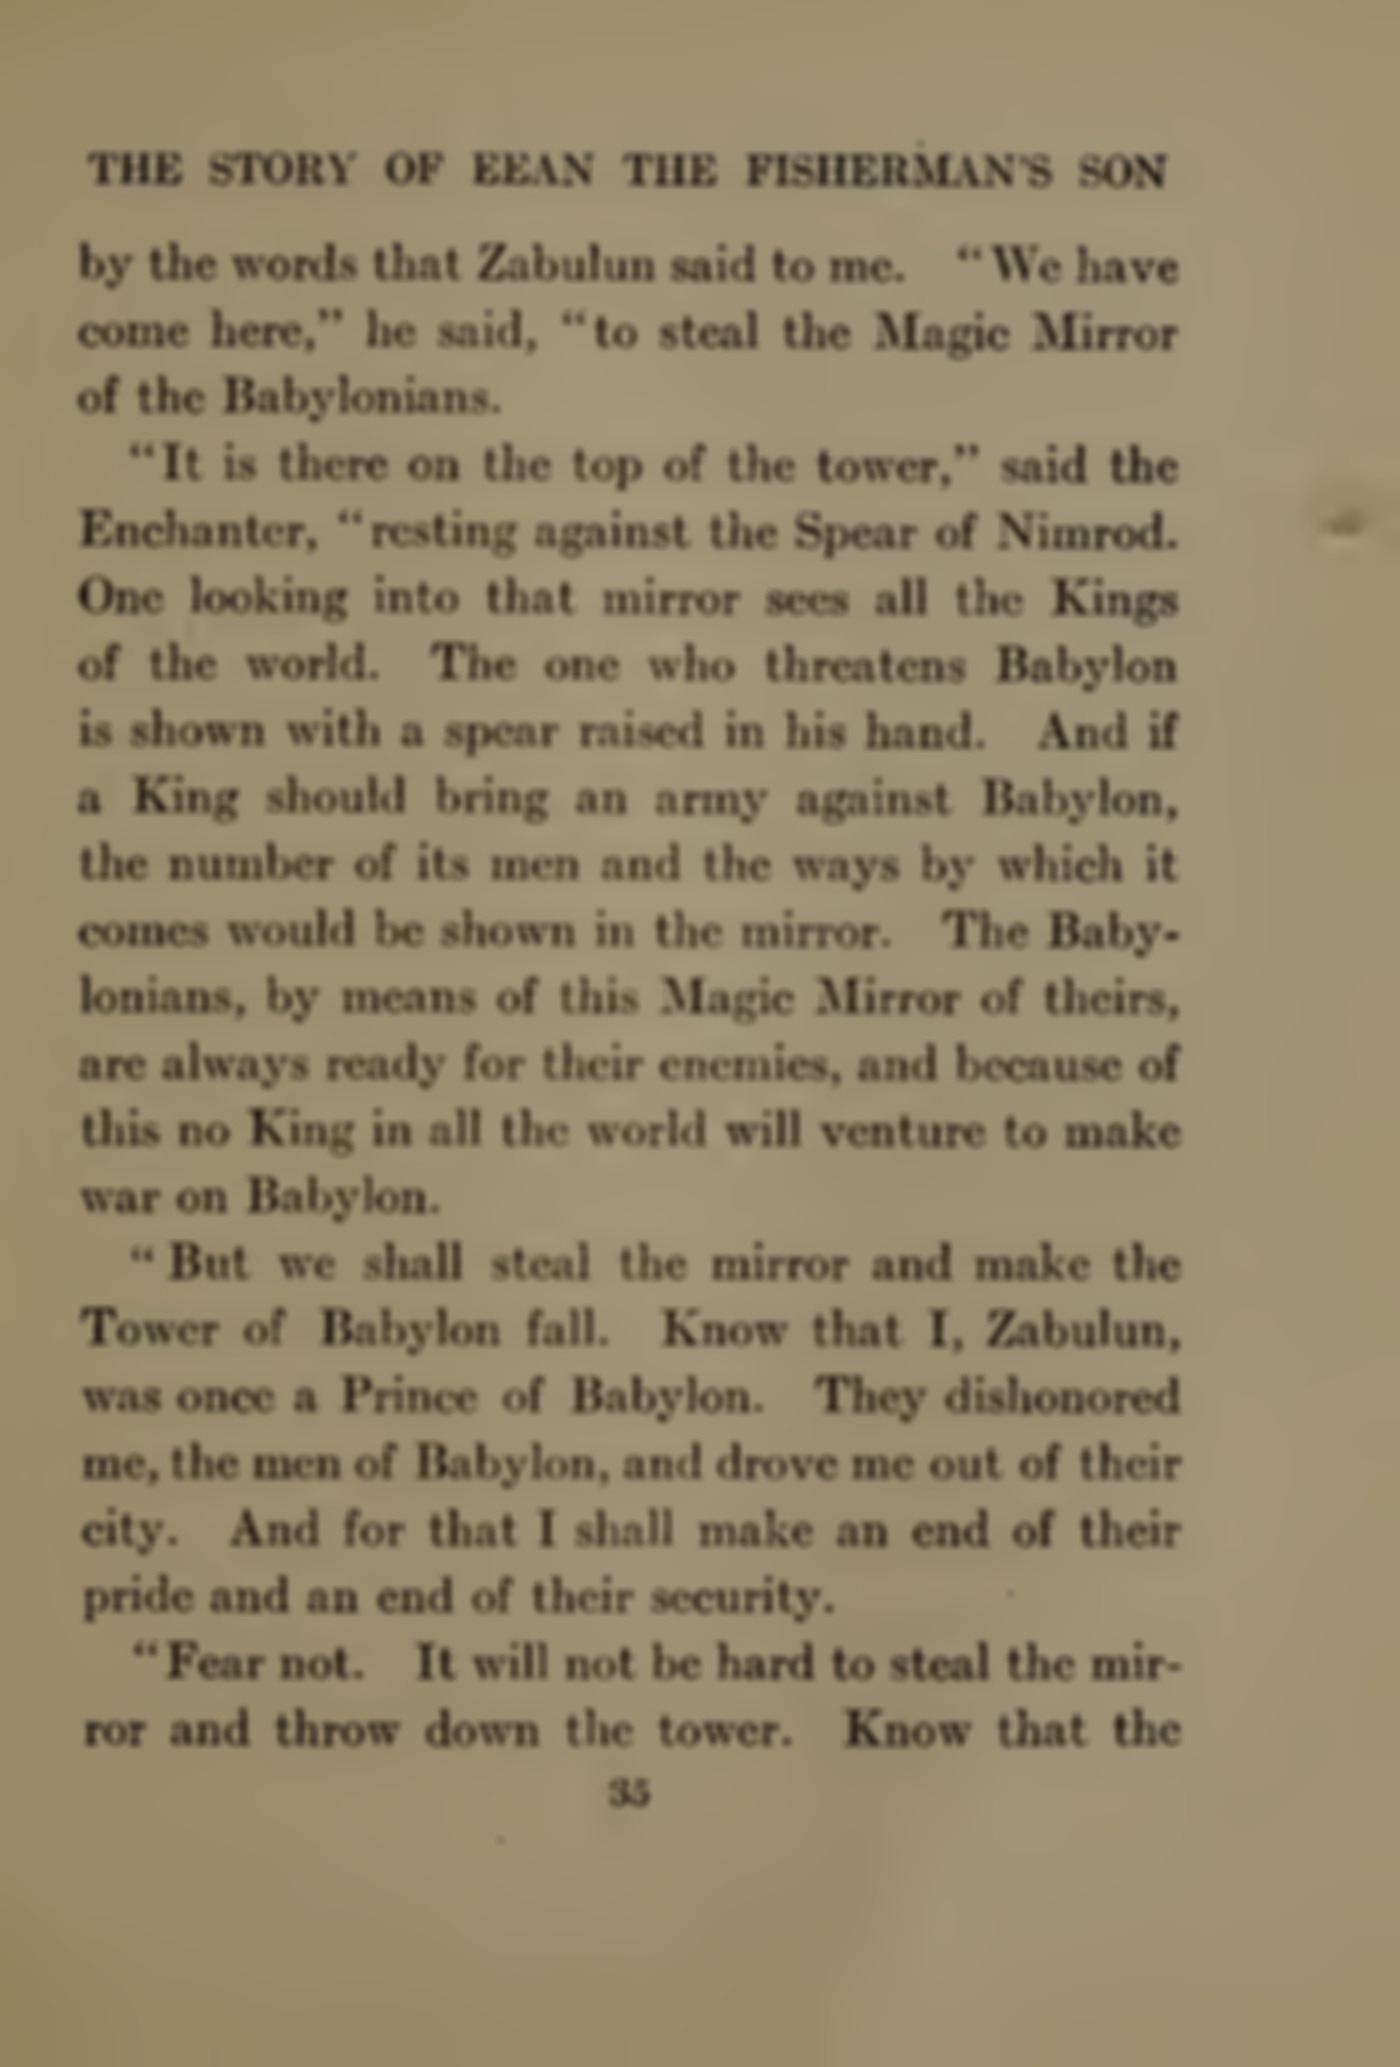 THE STORY OF EEAN THE FISHERMAN'S SON
by the words that Zabulun said to me. "We have
come here," he said, "to steal the Magic Mirror
of the Babylonians.
"It is there on the top of the tower," said the
Enchanter, "resting against the Spear of Nimrod.
One looking into that mirror sees all the Kings
of the world. The one who threatens Babylon
is shown with a spear raised in his hand. And if
a King should bring an army against Babylon,
the number of its men and the ways by which it
comes would be shown in the mirror. The Baby-
lonians, by means of this Magic Mirror of theirs,
are always ready for their enemies, and because of
this no King in all the world will venture to make
war on Babylon.
"But we shall steal the mirror and make the
Tower of Babylon fall. Know that I, Zabulun,
was once a Prince of Babylon. They dishonored
me, the men of Babylon, and drove me out of their
city. And for that I shall make an end of their
pride and an end of their security.
"Fear not. It will not be hard to steal the mir-
ror and throw down the tower. Know that the
35